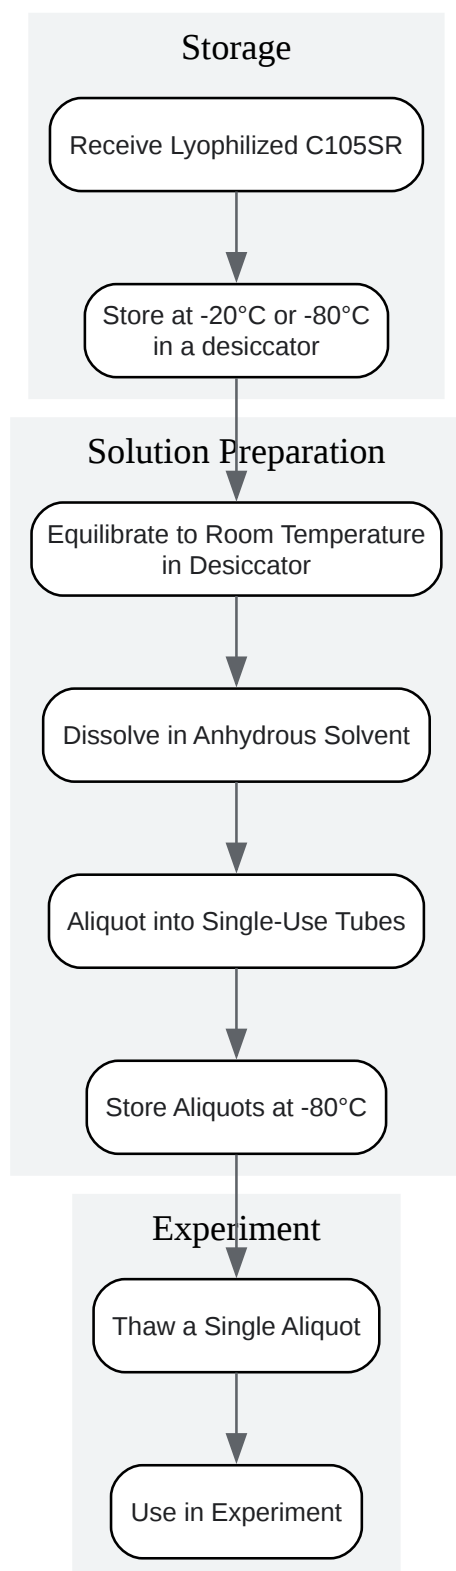 Storage
Receive Lyophilized C105SR
Store at -20°C or -80°C
in a desiccator
Solution Preparation
Equilibrate to Room Temperature
in Desiccator
Dissolve in Anhydrous Solvent
Aliquot into Single-Use Tubes
Store Aliquots at -80°C
Experiment
Thaw a Single Aliquot
Use in Experiment